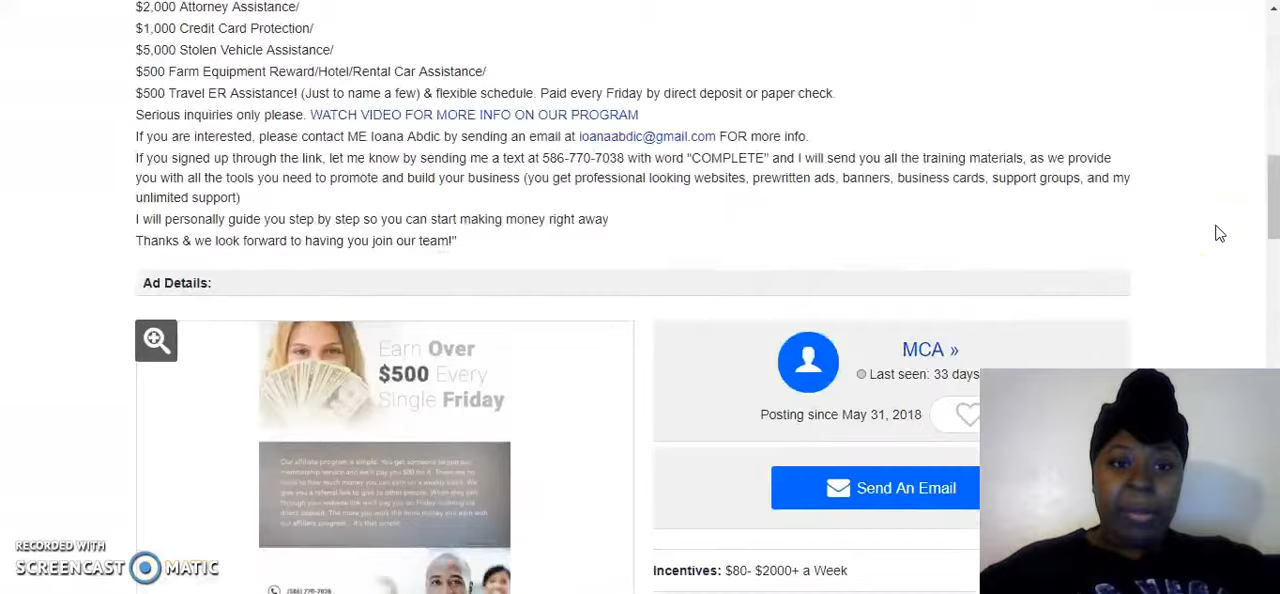 $2,000 Attorney Assistance/
$1,000 Credit Card Protection/
$5,000 Stolen Vehicle Assistance/
$500 Farm Equipment Reward/Hotel/Rental Car Assistance/
$500 Travel ER Assistance! (Just to name a few) & flexible schedule. Paid every Friday by direct deposit or paper check.
Serious inquiries only please. WATCH VIDEO FOR MORE INFO ON OUR PROGRAM
If you are interested, please contact ME Ioana Abdic by sending an email at ioanaabdic@gmail.com FOR more info.
If you signed up through the link, let me know by sending me a text at 586-770-7038 with word "COMPLETE" and I will send you all the training materials, as we provide
you with all the tools you need to promote and build your business (you get professional looking websites, prewritten ads, banners, business cards, support groups, and my
unlimited support)
I will personally guide you step by step so you can start making money right away
Thanks & we look forward to having you join our team!"
Ad Details:
Earn Over
$500 Every
Single Friday
MCA »
Last seen: 33 days
Posting since May 31, 2018
Send An Email
Incentives: $80- $2000+ a Week
RECORDED WITH
SCREENCAST MATIC